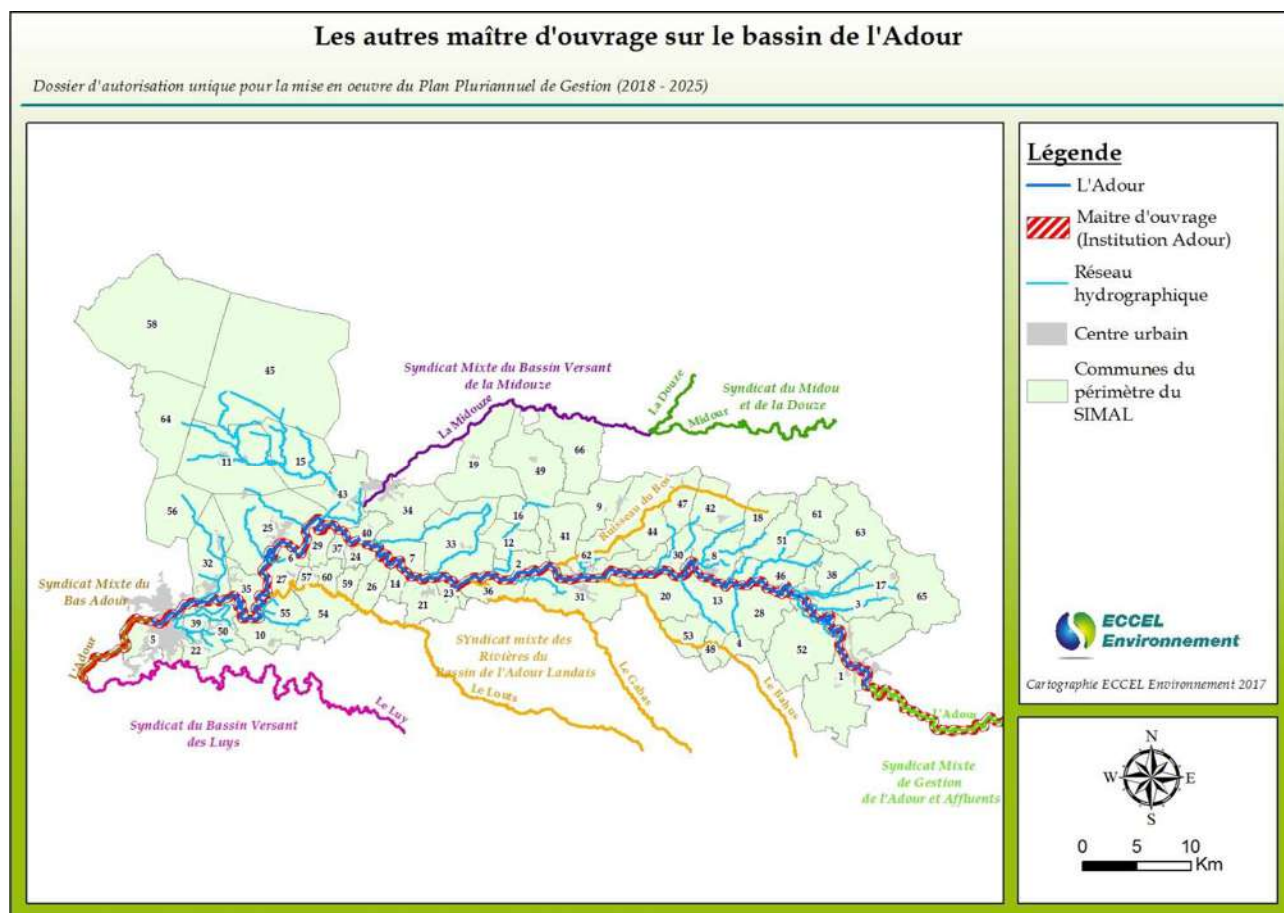 Les autres maître d'ouvrage sur le bassin de l'Adour
Dossier d'autorisation unique pour la mise en oeuvre du Plan Pluriannuel de Gestion (2018 - 2025)
58
45
64
11
15
56
43
25
32
Syndicat Mixte du Bassin Versant
de la Midouze
La Midouze
La Douze
Midour
Syndicat du Midou
et de la Douze
19
49
66
34
16
9
Ruisseau du Bos
47
42
18
61
63
40
33
12
41
44
51
29
37
24
7
2
62
30
8
6
46
38
17
27
57
60
59
26
14
21
23
36
31
20
13
28
3
65
35
55
54
39
50
10
22
5
53
48
4
52
1
Syndicat Mixte du
Bas Adour
L'Adour
Syndicat du Bassin Versant
des Luys
Le Luy
SYndicat mixte des
Rivières du
Bassin de l'Adour Landais
Le Louts
Le Gabas
Le Bahus
L'Adour
Syndicat Mixte
de Gestion
de l'Adour et Affluents
Légende
L'Adour
Maitre d'ouvrage
(Institution Adour)
Réseau
hydrographique
Centre urbain
Communes du
périmètre du
SIMAL
ECCEL
Environnement
Cartographie ECCEL Environnement 2017
N
W
E
S
0 5 10
Km